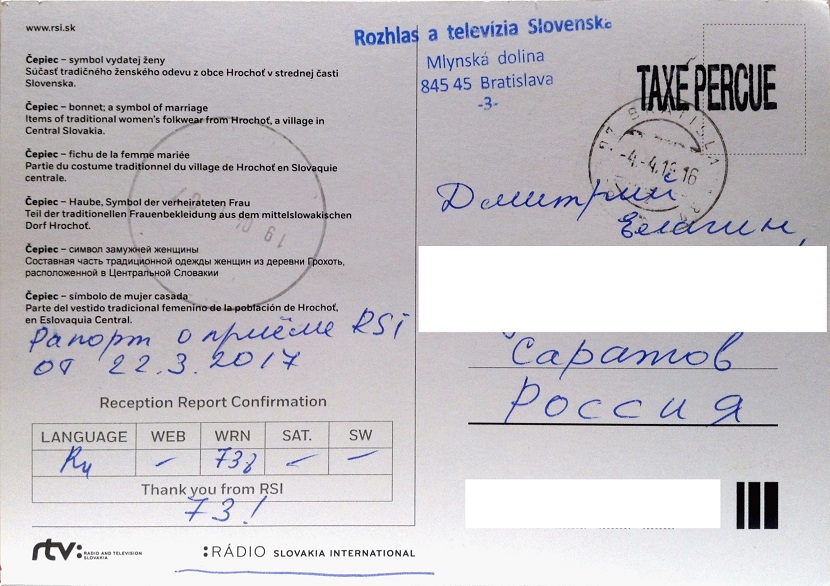 www.rsi.sk
Čepiec – symbol vydatej ženy
Súčasť tradičného ženského odevu z obce Hrochoť v strednej časti
Slovenska.
Čepiec – bonnet; a symbol of marriage
Items of traditional women's folkwear from Hrochoť, a village in
Central Slovakia.
Čepiec – fichu de la femme mariée
Partie du costume traditionnel du village de Hrochoť en Slovaquie
centrale.
Čepiec – Haube, Symbol der verheirateten Frau
Teil der traditionellen Frauenbekleidung aus dem mittelslowakischen
Dorf Hrochoť.
Čepiec – символ замужней женщины
Составная часть традиционной одежды женщин из деревни Грохоть,
расположенной в Центральной Словакии
Čepiec – símbolo de mujer casada
Parte del vestido tradicional femenino de la población de Hrochoť,
en Eslovaquia Central.
Рапорт о приёме RSI
от 22.3.2017
Reception Report Confirmation
LANGUAGE WEB WRN SAT. SW
Ru – – –
Thank you from RSI
73!
rtv: RADIO AND TELEVISION
SLOVAKIA
:RÁDIO SLOVAKIA INTERNATIONAL
Rozhlas a televízia Slovenska
Mlynská dolina
845 45 Bratislava
-3-
TAXE PERCUE
BRATISLAVA
Дмитрий
Елагин,
Саратов
Россия